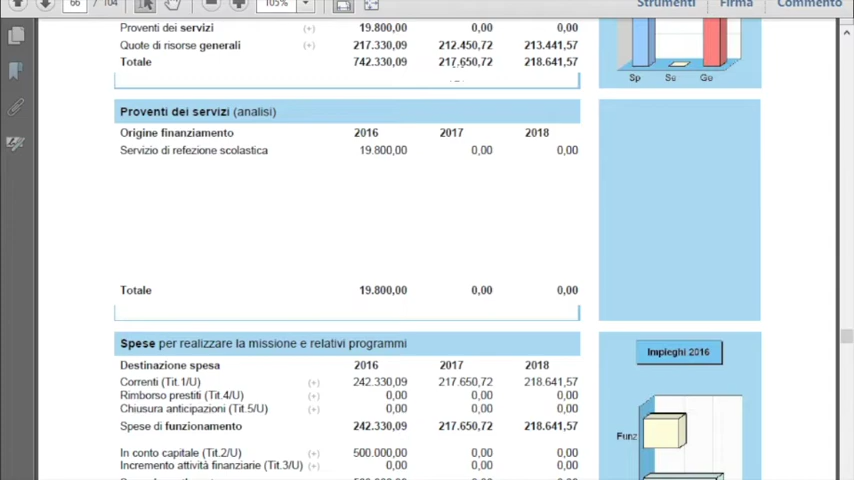 66 / 104 105% Strumenti Firma Commento
Proventi dei servizi (+) 19.800,00 0,00 0,00
Quote di risorse generali (+) 217.330,09 212.450,72 213.441,57
Totale 742.330,09 217.650,72 218.641,57
Sp Se Ge
Proventi dei servizi (analisi)
Origine finanziamento 2016 2017 2018
Servizio di refezione scolastica 19.800,00 0,00 0,00
Totale 19.800,00 0,00 0,00
Spese per realizzare la missione e relativi programmi
Impieghi 2016
Destinazione spesa 2016 2017 2018
Correnti (Tit.1/U) (+) 242.330,09 217.650,72 218.641,57
Rimborso prestiti (Tit.4/U) (+) 0,00 0,00 0,00
Chiusura anticipazioni (Tit.5/U) (+) 0,00 0,00 0,00
Spese di funzionamento 242.330,09 217.650,72 218.641,57
Funz
In conto capitale (Tit.2/U) (+) 500.000,00 0,00 0,00
Incremento attività finanziarie (Tit.3/U) (+) 0,00 0,00 0,00